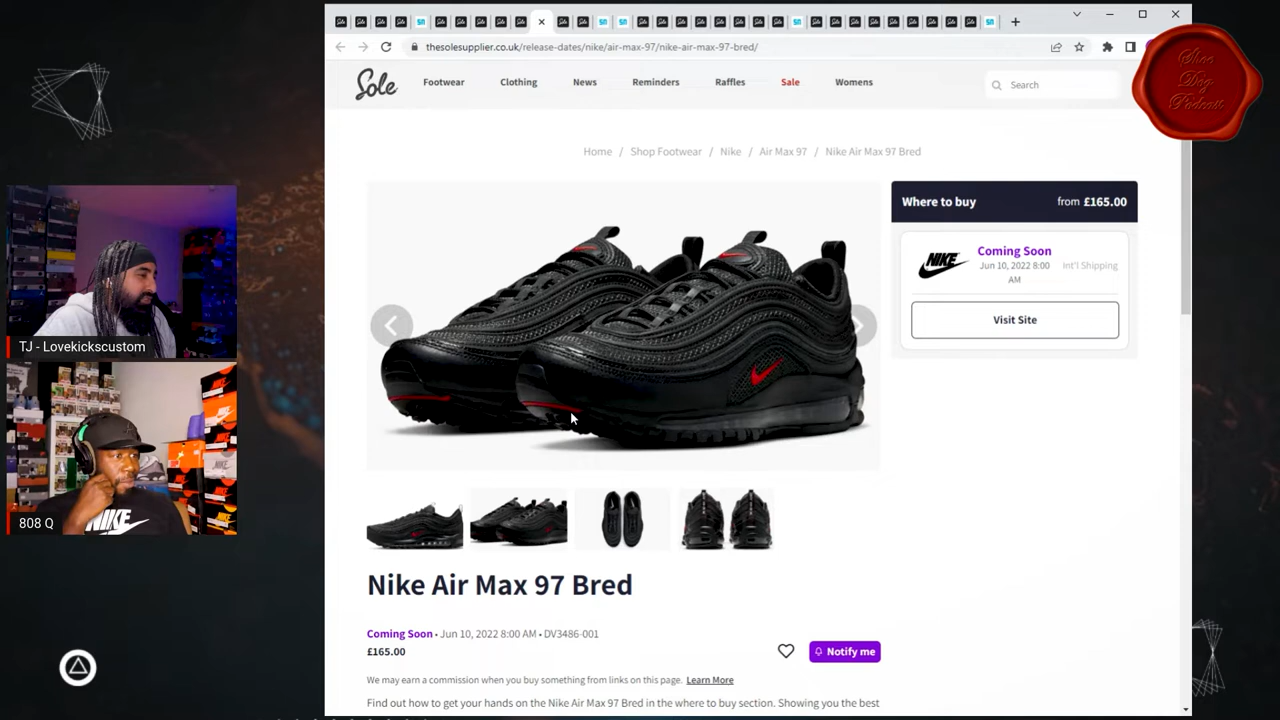 thesolesupplier.co.uk/release-dates/nike/air-max-97/nike-air-max-97-bred/
Sole
Footwear
Clothing
News
Reminders
Raffles
Sale
Womens
Search
Shoe
Dog
Podcast
Home / Shop Footwear / Nike / Air Max 97 / Nike Air Max 97 Bred
Where to buy
from £165.00
NIKE
Coming Soon
Jun 10, 2022 8:00
AM
Int'l Shipping
Visit Site
TJ - Lovekickscustom
NIKE
808 Q
Nike Air Max 97 Bred
Coming Soon • Jun 10, 2022 8:00 AM • DV3486-001
£165.00
Notify me
We may earn a commission when you buy something from links on this page. Learn More
Find out how to get your hands on the Nike Air Max 97 Bred in the where to buy section. Showing you the best